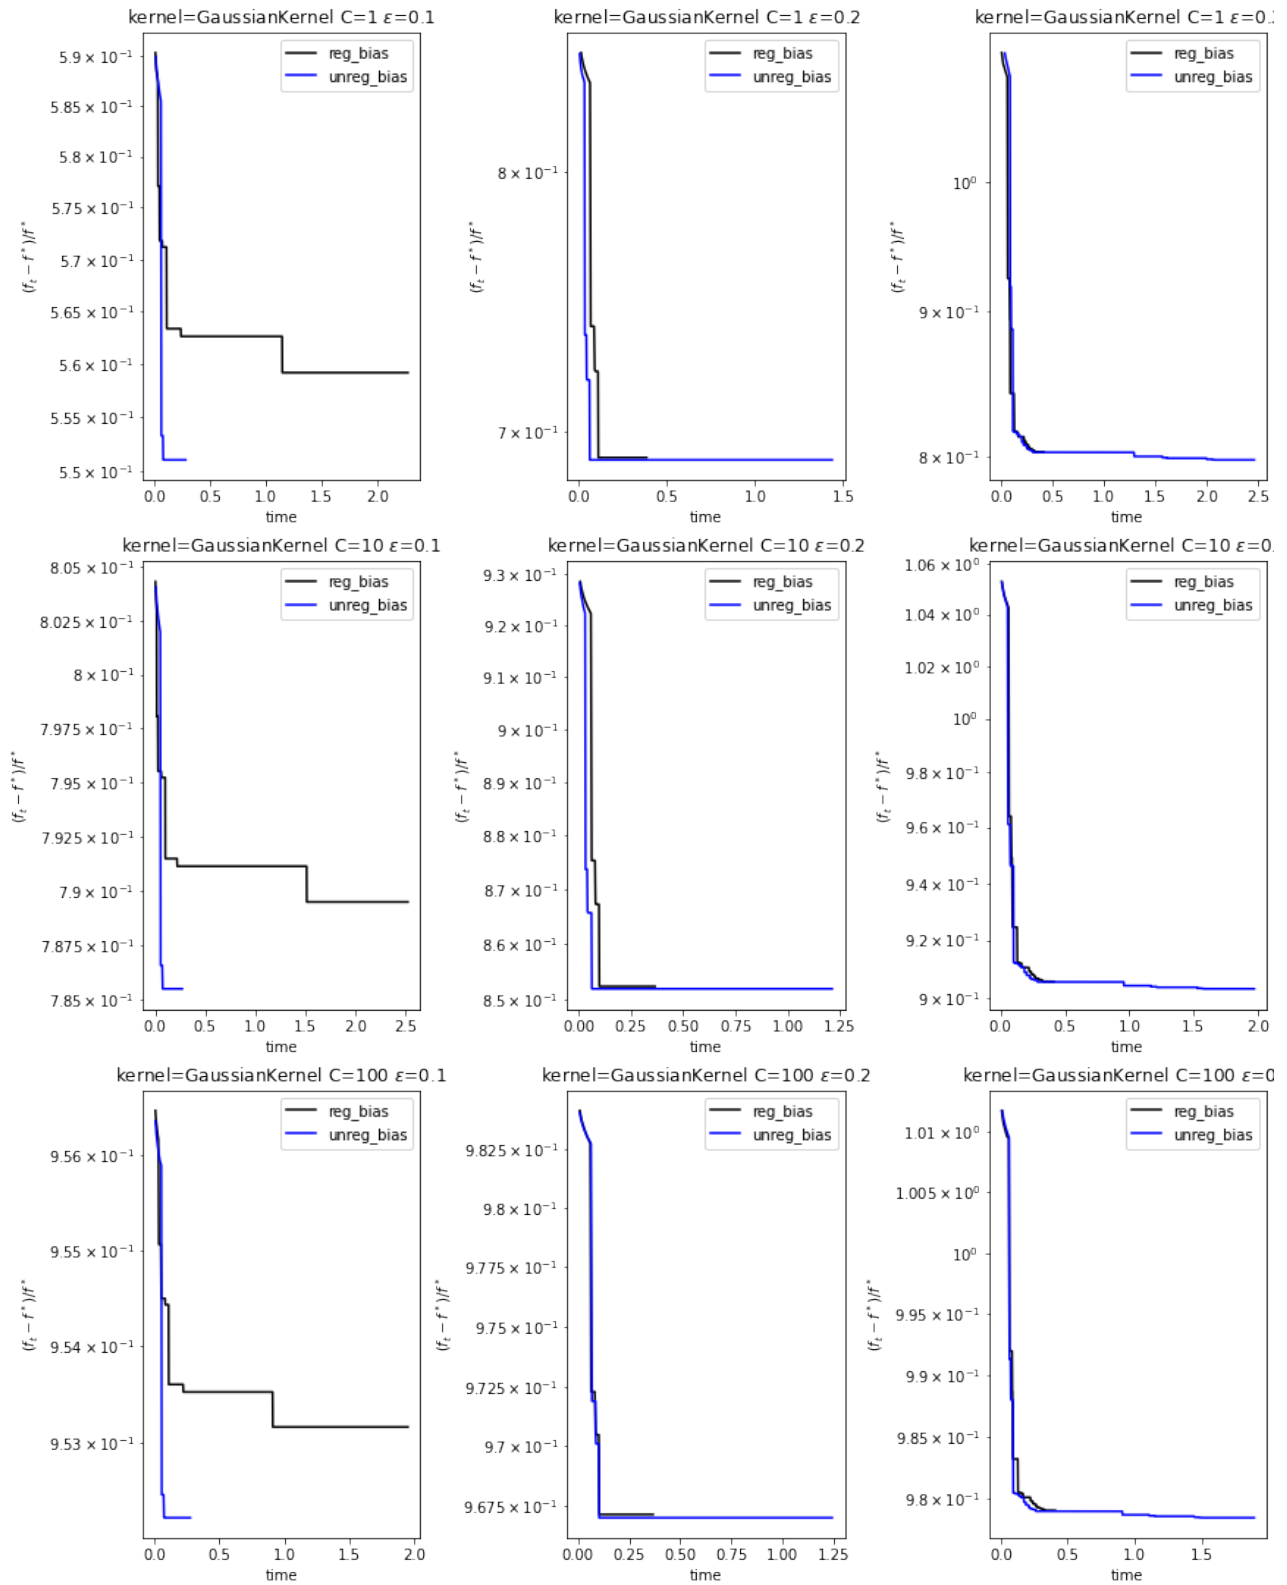 kernel=GaussianKernel C=1 ε=0.1
reg_bias
unreg_bias
5.9 × 10⁻¹
5.85 × 10⁻¹
5.8 × 10⁻¹
5.75 × 10⁻¹
5.7 × 10⁻¹
5.65 × 10⁻¹
5.6 × 10⁻¹
5.55 × 10⁻¹
5.5 × 10⁻¹
(fₜ − f*)/f*
0.0 0.5 1.0 1.5 2.0
time
kernel=GaussianKernel C=1 ε=0.2
reg_bias
unreg_bias
8 × 10⁻¹
7 × 10⁻¹
(fₜ − f*)/f*
0.0 0.5 1.0 1.5
time
kernel=GaussianKernel C=1 ε=0.
reg_bias
unreg_bias
10⁰
9 × 10⁻¹
8 × 10⁻¹
(fₜ − f*)/f*
0.0 0.5 1.0 1.5 2.0 2.5
time
kernel=GaussianKernel C=10 ε=0.1
reg_bias
unreg_bias
8.05 × 10⁻¹
8.025 × 10⁻¹
8 × 10⁻¹
7.975 × 10⁻¹
7.95 × 10⁻¹
7.925 × 10⁻¹
7.9 × 10⁻¹
7.875 × 10⁻¹
7.85 × 10⁻¹
(fₜ − f*)/f*
0.0 0.5 1.0 1.5 2.0 2.5
time
kernel=GaussianKernel C=10 ε=0.2
reg_bias
unreg_bias
9.3 × 10⁻¹
9.2 × 10⁻¹
9.1 × 10⁻¹
9 × 10⁻¹
8.9 × 10⁻¹
8.8 × 10⁻¹
8.7 × 10⁻¹
8.6 × 10⁻¹
8.5 × 10⁻¹
(fₜ − f*)/f*
0.00 0.25 0.50 0.75 1.00 1.25
time
kernel=GaussianKernel C=10 ε=0.
reg_bias
unreg_bias
1.06 × 10⁰
1.04 × 10⁰
1.02 × 10⁰
10⁰
9.8 × 10⁻¹
9.6 × 10⁻¹
9.4 × 10⁻¹
9.2 × 10⁻¹
9 × 10⁻¹
(fₜ − f*)/f*
0.0 0.5 1.0 1.5 2.0
time
kernel=GaussianKernel C=100 ε=0.1
reg_bias
unreg_bias
9.56 × 10⁻¹
9.55 × 10⁻¹
9.54 × 10⁻¹
9.53 × 10⁻¹
(fₜ − f*)/f*
0.0 0.5 1.0 1.5 2.0
time
kernel=GaussianKernel C=100 ε=0.2
reg_bias
unreg_bias
9.825 × 10⁻¹
9.8 × 10⁻¹
9.775 × 10⁻¹
9.75 × 10⁻¹
9.725 × 10⁻¹
9.7 × 10⁻¹
9.675 × 10⁻¹
(fₜ − f*)/f*
0.00 0.25 0.50 0.75 1.00 1.25
time
kernel=GaussianKernel C=100 ε=0
reg_bias
unreg_bias
1.01 × 10⁰
1.005 × 10⁰
10⁰
9.95 × 10⁻¹
9.9 × 10⁻¹
9.85 × 10⁻¹
9.8 × 10⁻¹
(fₜ − f*)/f*
0.0 0.5 1.0 1.5
time